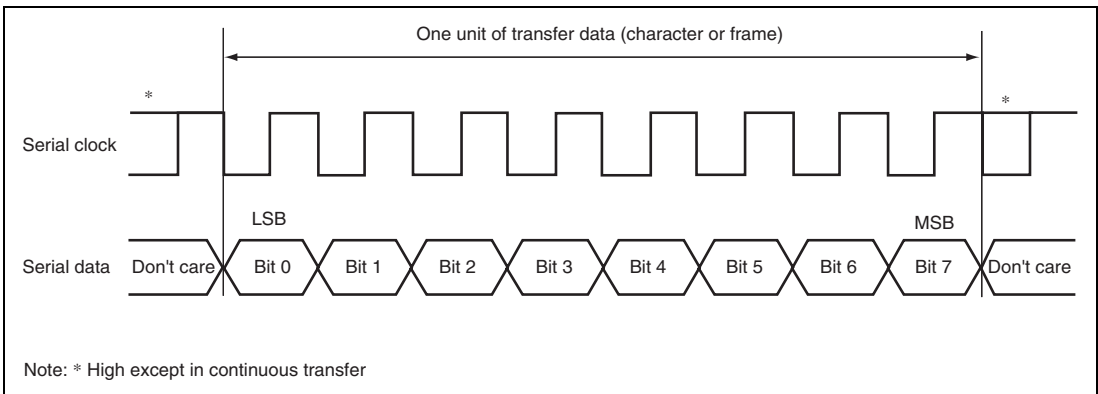 One unit of transfer data (character or frame)
* *
Serial clock
LSB MSB
Serial data Don't care Bit 0 Bit 1 Bit 2 Bit 3 Bit 4 Bit 5 Bit 6 Bit 7 Don't care
Note: * High except in continuous transfer